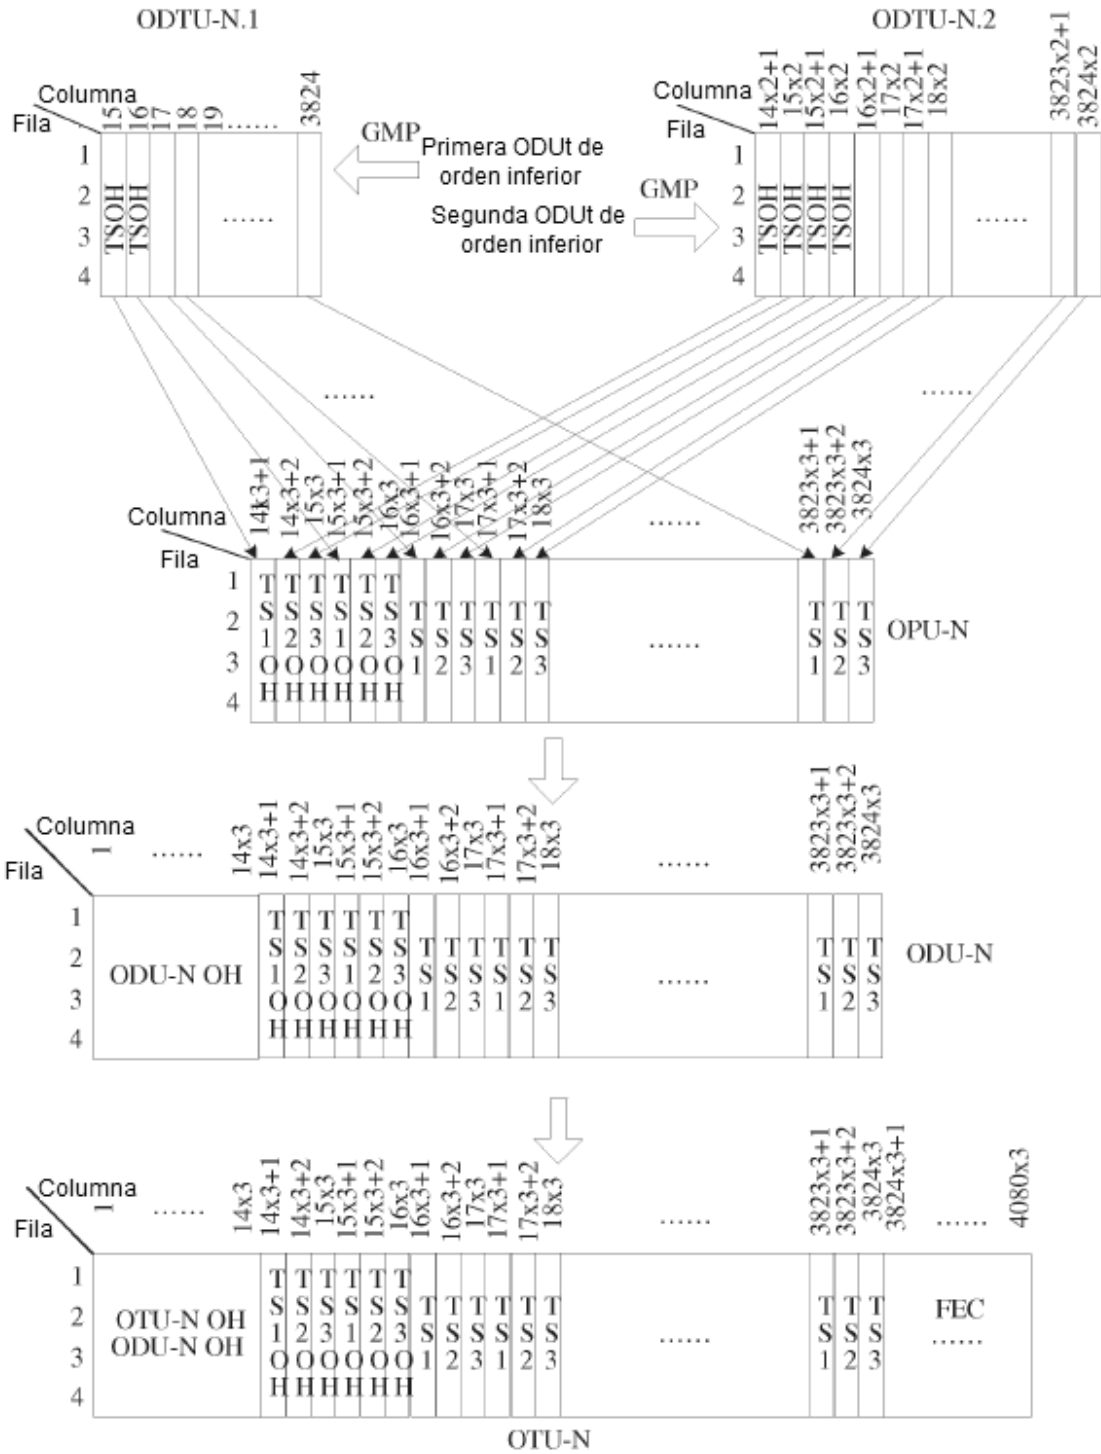 ODTU-N.1
ODTU-N.2
Columna
Fila
15
16
17
18
19
......
3824
1
2
3
4
TSOH
TSOH
......
GMP
Primera ODUt de
orden inferior
GMP
Segunda ODUt de
orden inferior
Columna
Fila
14x2+1
15x2
15x2+1
16x2
16x2+1
17x2
17x2+1
18x2
3823x2+1
3824x2
1
2
3
4
TSOH
TSOH
TSOH
TSOH
......
......
......
Columna
Fila
14x3+1
14x3+2
15x3
15x3+1
15x3+2
16x3
16x3+1
16x3+2
17x3
17x3+1
17x3+2
18x3
......
3823x3+1
3823x3+2
3824x3
1
2
3
4
TS1OH
TS2OH
TS3OH
TS1OH
TS2OH
TS3OH
TS1
TS2
TS3
TS1
TS2
TS3
......
TS1
TS2
TS3
OPU-N
Columna
Fila
1
......
14x3
14x3+1
14x3+2
15x3
15x3+1
15x3+2
16x3
16x3+1
16x3+2
17x3
17x3+1
17x3+2
18x3
......
3823x3+1
3823x3+2
3824x3
1
2
3
4
ODU-N OH
TS1OH
TS2OH
TS3OH
TS1OH
TS2OH
TS3OH
TS1
TS2
TS3
TS1
TS2
TS3
......
TS1
TS2
TS3
ODU-N
Columna
Fila
1
......
14x3
14x3+1
14x3+2
15x3
15x3+1
15x3+2
16x3
16x3+1
16x3+2
17x3
17x3+1
17x3+2
18x3
......
3823x3+1
3823x3+2
3824x3
3824x3+1
......
4080x3
1
2
3
4
OTU-N OH
ODU-N OH
TS1OH
TS2OH
TS3OH
TS1OH
TS2OH
TS3OH
TS1
TS2
TS3
TS1
TS2
TS3
......
TS1
TS2
TS3
FEC
......
OTU-N